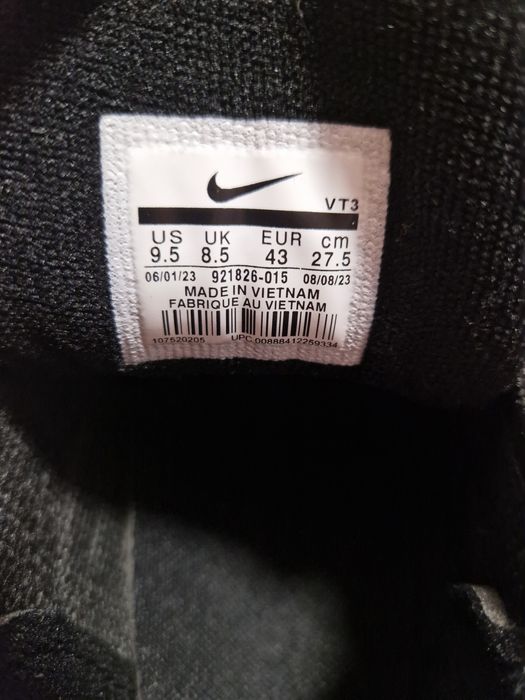 VT3
US UK EUR cm
9.5 8.5 43 27.5
06/01/23 921826-015 08/08/23
MADE IN VIETNAM
FABRIQUE AU VIETNAM
107520205 UPC 00888412259334